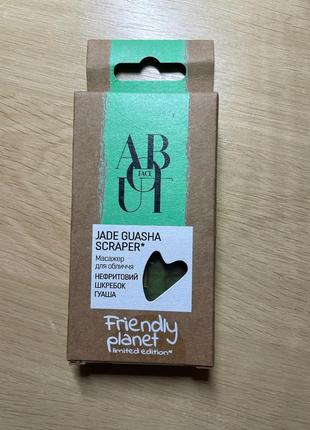 AB
FACE
OUT
JADE GUASHA
SCRAPER*
Масажер
для обличчя
НЕФРИТОВИЙ
ШКРЕБОК
ГУАША
Friendly
planet
limited edition*